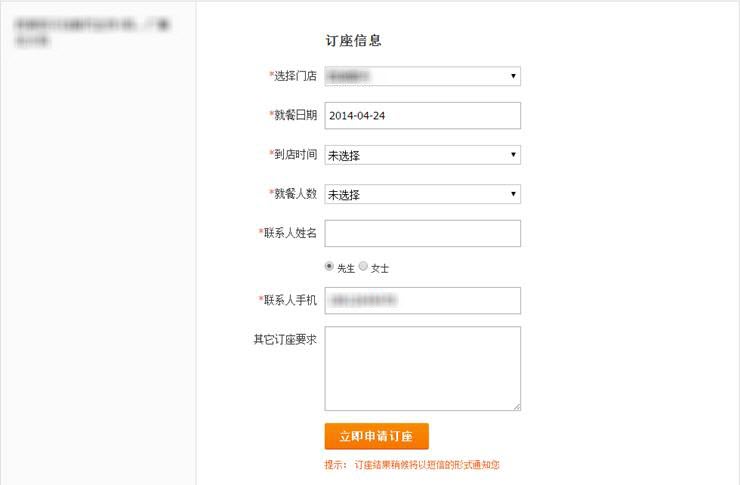 订座信息
*选择门店
*就餐日期 2014-04-24
*到店时间 未选择
*就餐人数 未选择
*联系人姓名
先生 女士
*联系人手机
其它订座要求
立即申请订座
提示： 订座结果稍候将以短信的形式通知您